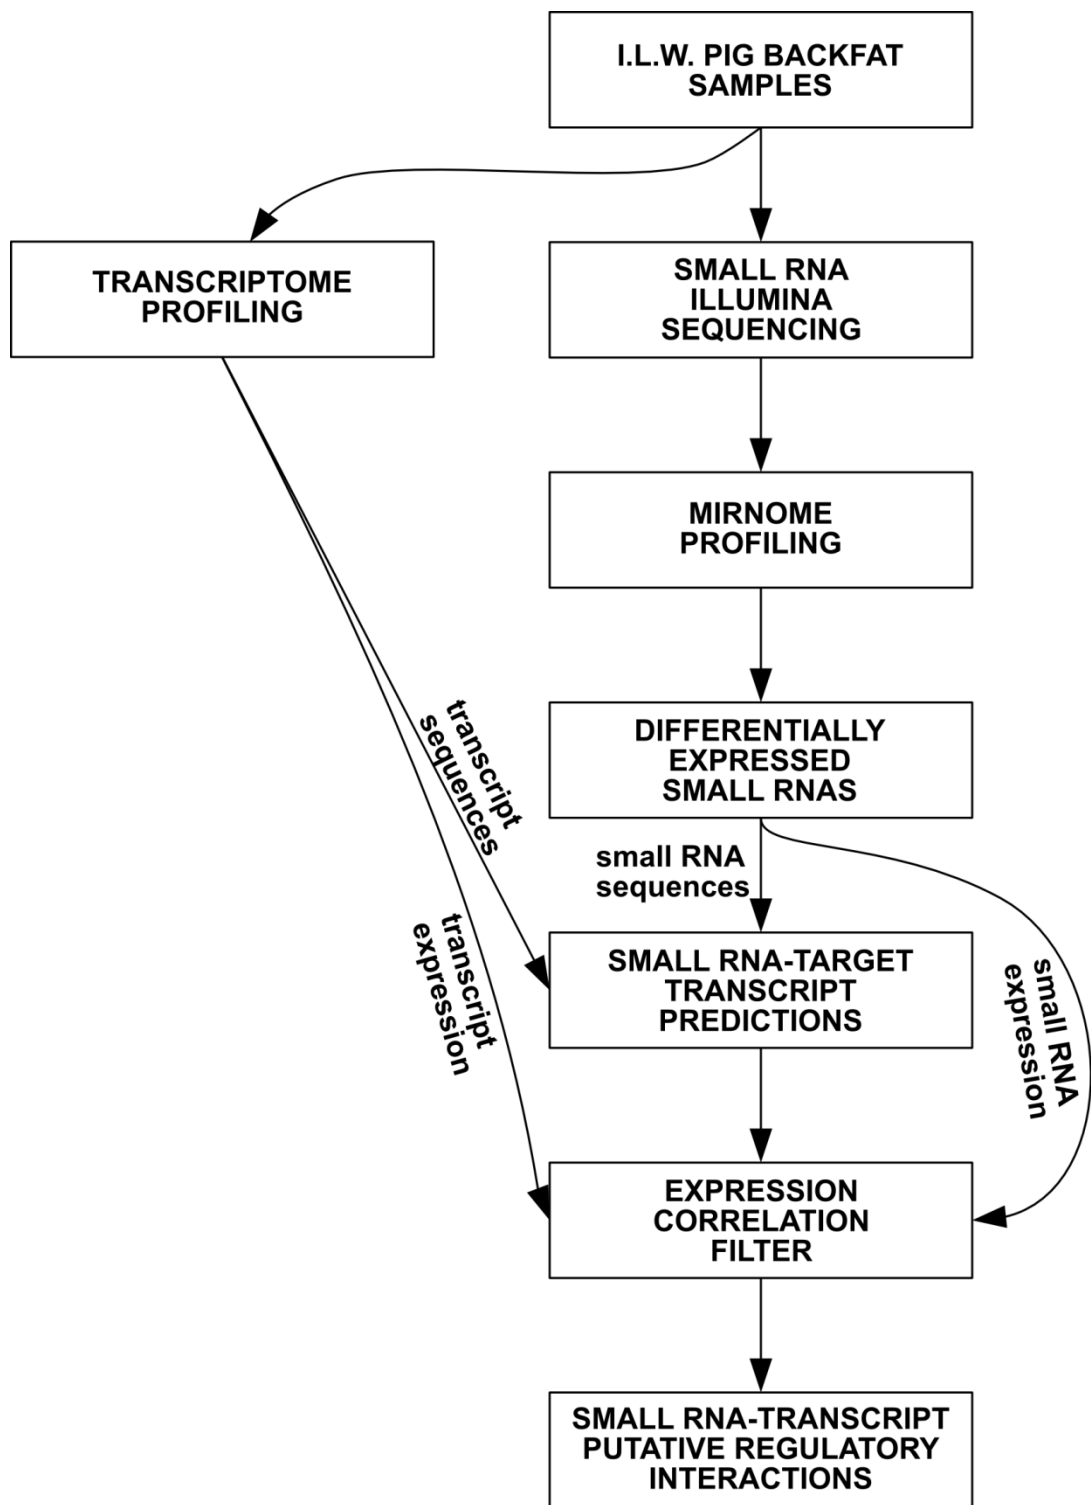 I.L.W. PIG BACKFAT
SAMPLES
TRANSCRIPTOME
PROFILING
SMALL RNA
ILLUMINA
SEQUENCING
MIRNOME
PROFILING
DIFFERENTIALLY
EXPRESSED
SMALL RNAS
transcript
sequences
small RNA
sequences
transcript
expression
small RNA
expression
SMALL RNA-TARGET
TRANSCRIPT
PREDICTIONS
EXPRESSION
CORRELATION
FILTER
SMALL RNA-TRANSCRIPT
PUTATIVE REGULATORY
INTERACTIONS